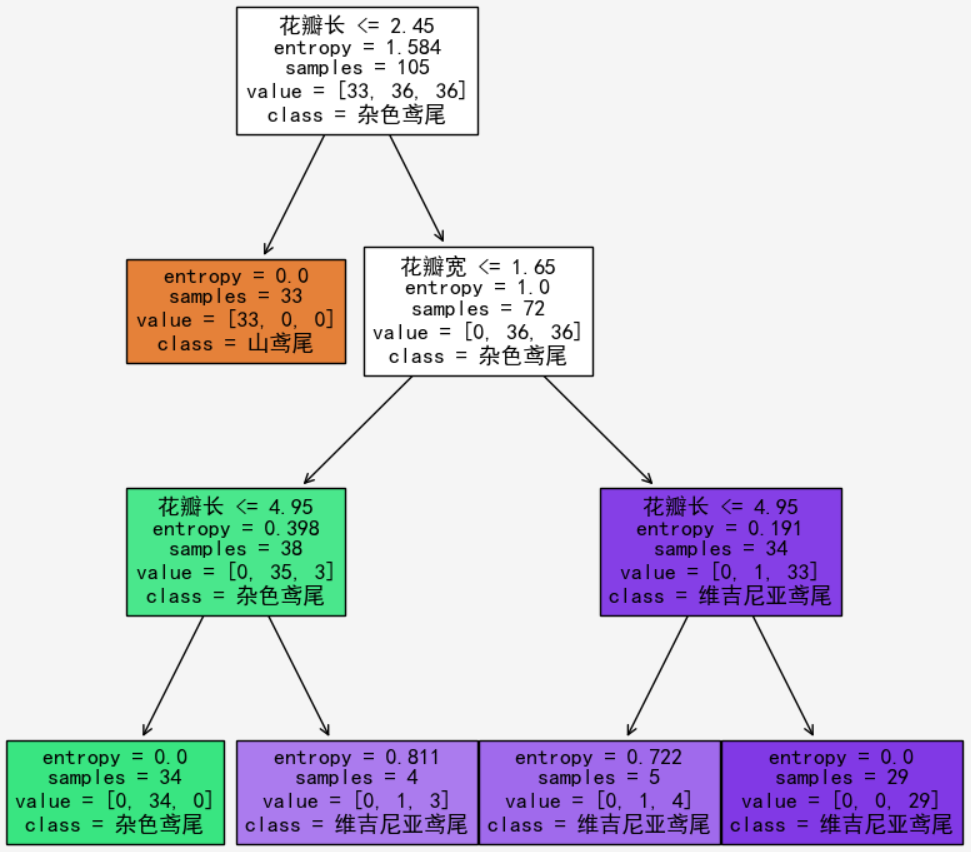 花瓣长 <= 2.45
entropy = 1.584
samples = 105
value = [33, 36, 36]
class = 杂色鸢尾
entropy = 0.0
samples = 33
value = [33, 0, 0]
class = 山鸢尾
花瓣宽 <= 1.65
entropy = 1.0
samples = 72
value = [0, 36, 36]
class = 杂色鸢尾
花瓣长 <= 4.95
entropy = 0.398
samples = 38
value = [0, 35, 3]
class = 杂色鸢尾
花瓣长 <= 4.95
entropy = 0.191
samples = 34
value = [0, 1, 33]
class = 维吉尼亚鸢尾
entropy = 0.0
samples = 34
value = [0, 34, 0]
class = 杂色鸢尾
entropy = 0.811
samples = 4
value = [0, 1, 3]
class = 维吉尼亚鸢尾
entropy = 0.722
samples = 5
value = [0, 1, 4]
class = 维吉尼亚鸢尾
entropy = 0.0
samples = 29
value = [0, 0, 29]
class = 维吉尼亚鸢尾